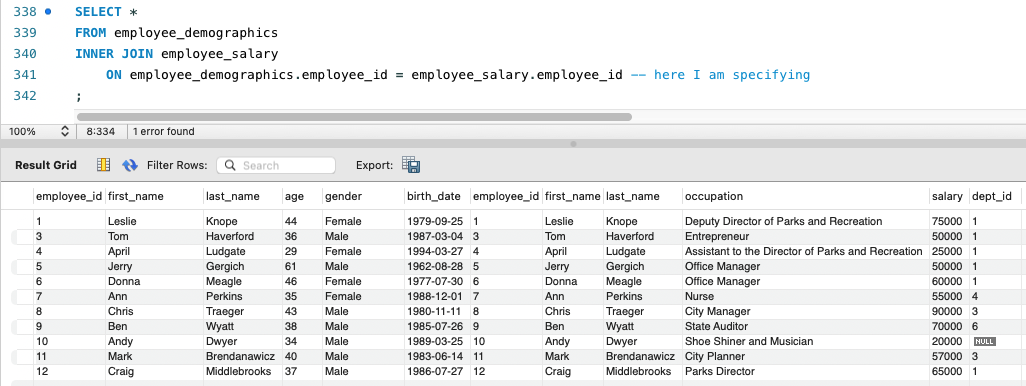 338 SELECT *
339 FROM employee_demographics
340 INNER JOIN employee_salary
341 ON employee_demographics.employee_id = employee_salary.employee_id -- here I am specifying
342 ;
100% 8:334 1 error found
Result Grid Filter Rows: Search Export:
employee_id first_name last_name age gender birth_date employee_id first_name last_name occupation salary dept_id
1 Leslie Knope 44 Female 1979-09-25 1 Leslie Knope Deputy Director of Parks and Recreation 75000 1
3 Tom Haverford 36 Male 1987-03-04 3 Tom Haverford Entrepreneur 50000 1
4 April Ludgate 29 Female 1994-03-27 4 April Ludgate Assistant to the Director of Parks and Recreation 25000 1
5 Jerry Gergich 61 Male 1962-08-28 5 Jerry Gergich Office Manager 50000 1
6 Donna Meagle 46 Female 1977-07-30 6 Donna Meagle Office Manager 60000 1
7 Ann Perkins 35 Female 1988-12-01 7 Ann Perkins Nurse 55000 4
8 Chris Traeger 43 Male 1980-11-11 8 Chris Traeger City Manager 90000 3
9 Ben Wyatt 38 Male 1985-07-26 9 Ben Wyatt State Auditor 70000 6
10 Andy Dwyer 34 Male 1989-03-25 10 Andy Dwyer Shoe Shiner and Musician 20000 NULL
11 Mark Brendanawicz 40 Male 1983-06-14 11 Mark Brendanawicz City Planner 57000 3
12 Craig Middlebrooks 37 Male 1986-07-27 12 Craig Middlebrooks Parks Director 65000 1